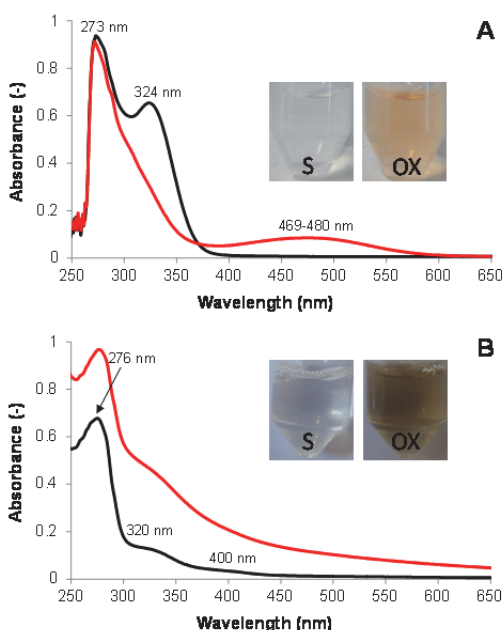 A
273 nm
324 nm
469-480 nm
S
OX
Absorbance (-)
1
0.8
0.6
0.4
0.2
0
250 300 350 400 450 500 550 600 650
Wavelength (nm)
B
276 nm
320 nm
400 nm
S
OX
Absorbance (-)
1
0.8
0.6
0.4
0.2
0
250 300 350 400 450 500 550 600 650
Wavelength (nm)